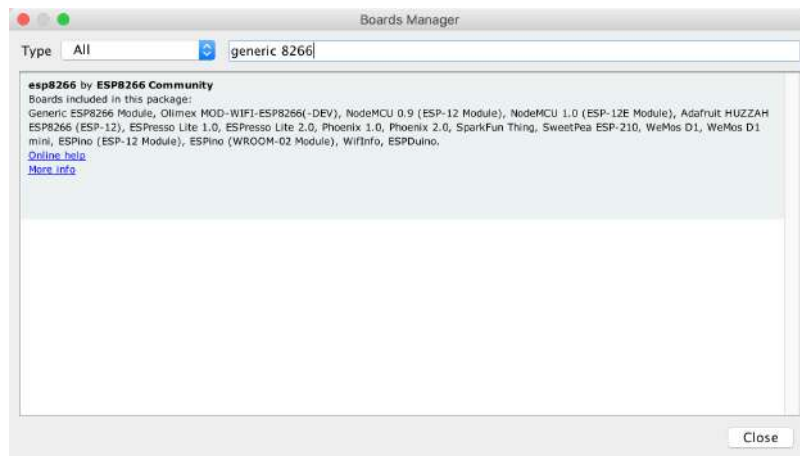 Boards Manager
Type All generic 8266
esp8266 by ESP8266 Community
Boards included in this package:
Generic ESP8266 Module, Olimex MOD-WIFI-ESP8266(-DEV), NodeMCU 0.9 (ESP-12 Module), NodeMCU 1.0 (ESP-12E Module), Adafruit HUZZAH
ESP8266 (ESP-12), ESPresso Lite 1.0, ESPresso Lite 2.0, Phoenix 1.0, Phoenix 2.0, SparkFun Thing, SweetPea ESP-210, WeMos D1, WeMos D1
mini, ESPino (ESP-12 Module), ESPino (WROOM-02 Module), WifInfo, ESPDuino.
Online help
More info
Close